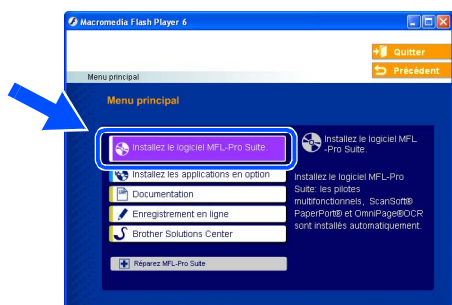 Macromedia Flash Player 6
Quitter
Précédent
Menu principal
Menu principal
Installez le logiciel MFL-Pro Suite.
Installez les applications en option
Documentation
Enregistrement en ligne
Brother Solutions Center
Réparez MFL-Pro Suite
Installez le logiciel MFL
-Pro Suite.
Installez le logiciel MFL-Pro
Suite: les pilotes
multifonctionnels, ScanSoft®
PaperPort® et OmniPage®OCR
sont installés automatiquement.